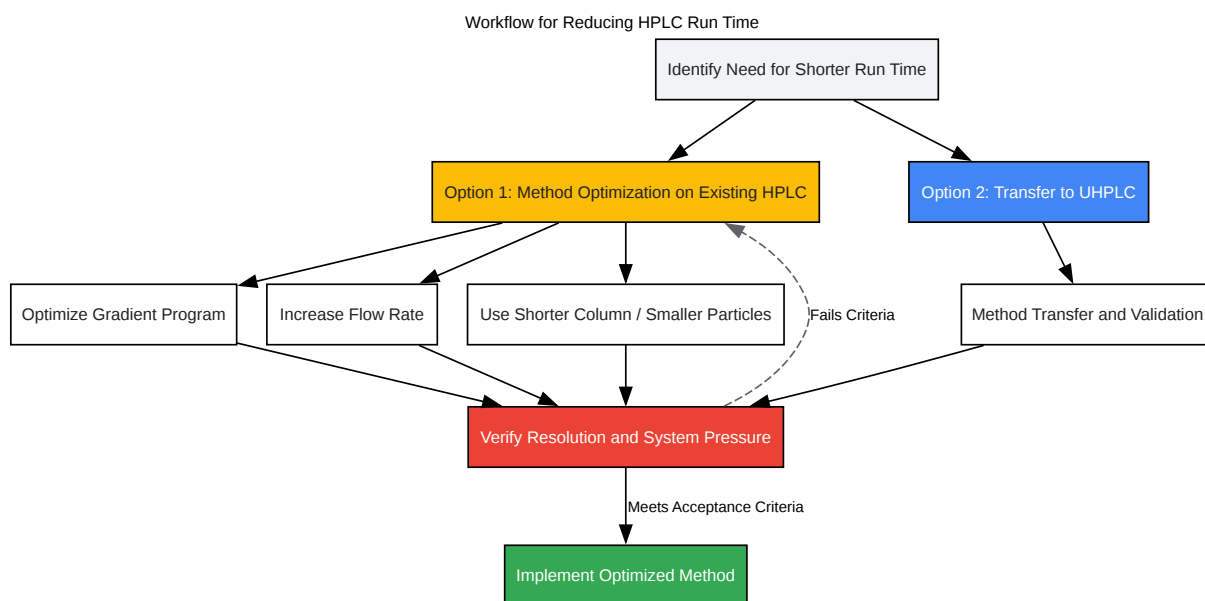 Workflow for Reducing HPLC Run Time
Identify Need for Shorter Run Time
Option 1: Method Optimization on Existing HPLC
Option 2: Transfer to UHPLC
Optimize Gradient Program
Increase Flow Rate
Use Shorter Column / Smaller Particles
Fails Criteria
Method Transfer and Validation
Verify Resolution and System Pressure
Meets Acceptance Criteria
Implement Optimized Method